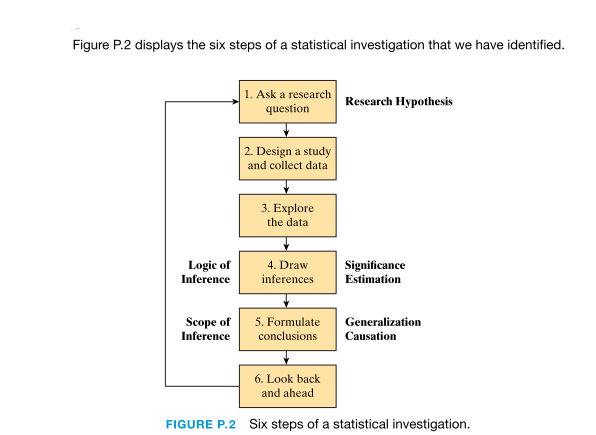 Figure P.2 displays the six steps of a statistical investigation that we have identified.
1. Ask a research
question
Research Hypothesis
2. Design a study
and collect data
3. Explore
the data
Logic of
Inference
4. Draw
inferences
Significance
Estimation
Scope of
Inference
5. Formulate
conclusions
Generalization
Causation
6. Look back
and ahead
FIGURE P.2 Six steps of a statistical investigation.